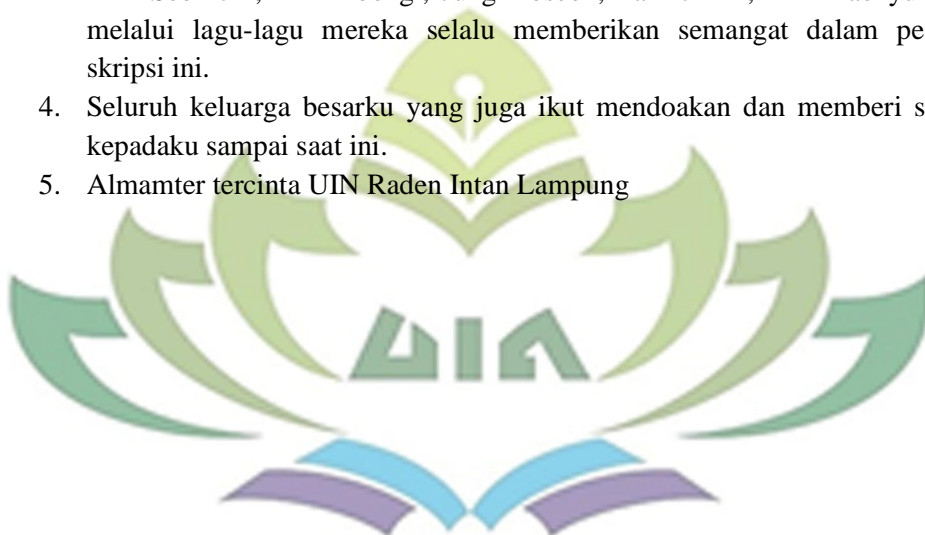 melalui lagu-lagu mereka selalu memberikan semangat dalam pe
skripsi ini.
4. Seluruh keluarga besarku yang juga ikut mendoakan dan memberi s
kepadaku sampai saat ini.
5. Almamter tercinta UIN Raden Intan Lampung
UIN